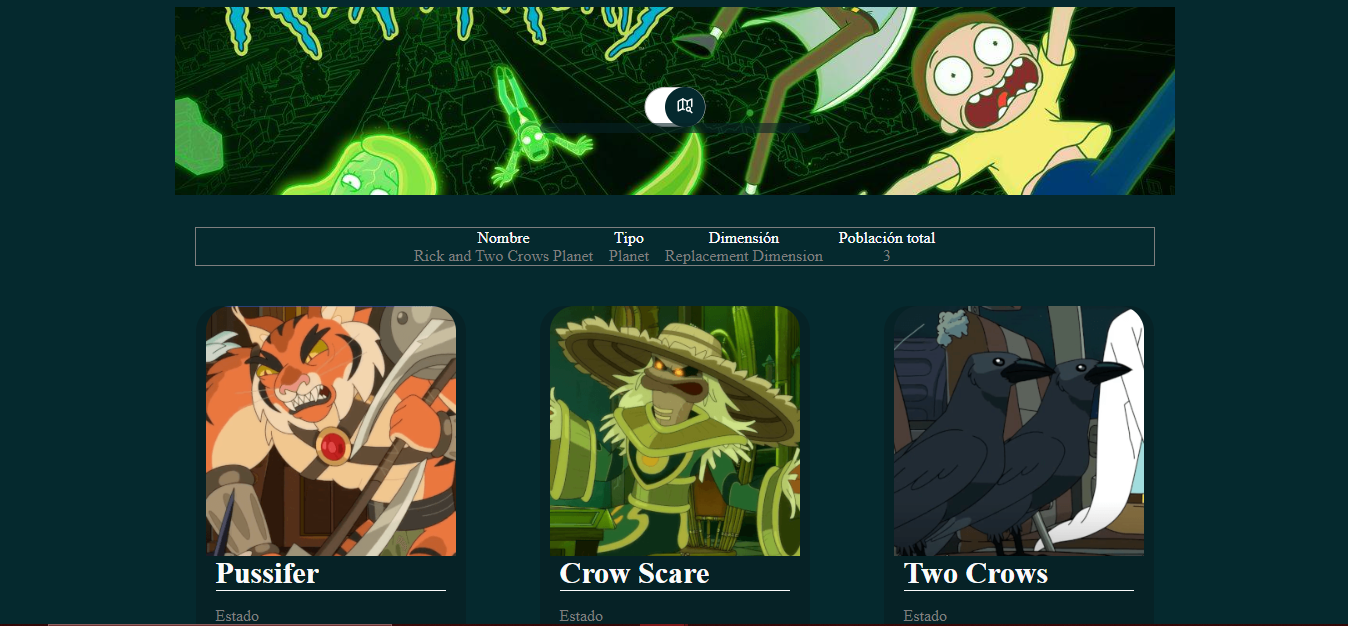 Nombre Tipo Dimensión Población total
Rick and Two Crows Planet Planet Replacement Dimension 3
Pussifer Crow Scare Two Crows
Estado Estado Estado